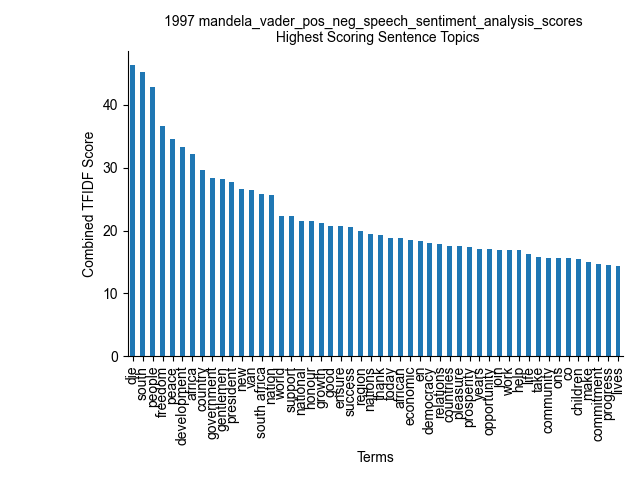 1997 mandela_vader_pos_neg_speech_sentiment_analysis_scores
Highest Scoring Sentence Topics
Combined TFIDF Score
40
30
20
10
0
die
south
people
freedom
peace
development
africa
country
government
gentlemen
president
new
van
south africa
nation
world
support
national
honour
growth
good
ensure
success
region
nations
thank
today
african
economic
en
democracy
relations
countries
pleasure
prosperity
years
opportunity
join
work
help
life
take
community
ons
co
children
make
commitment
progress
lives
Terms